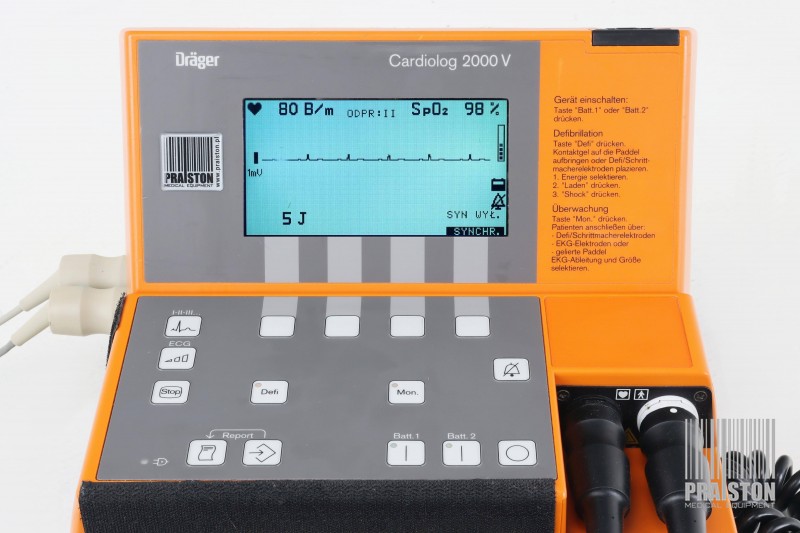 Dräger
Cardiolog 2000 V
80 B/m ODPR:II SpO₂ 98 %
1mV
5 J
SYN WYŁ.
SYNCHR.
PRAISTON
MEDICAL EQUIPMENT
www.praiston.pl
Gerät einschalten:
Taste "Batt.1" oder "Batt.2"
drücken.
Defibrillation
Taste "Defi" drücken.
Kontaktgel auf die Paddel
aufbringen oder Defi/Schritt-
macherelektroden plazieren.
1. Energie selektieren.
2. "Laden" drücken.
3. "Shock" drücken.
Überwachung
Taste "Mon." drücken.
Patienten anschließen über:
- Defi/Schrittmacherelektroden
- EKG-Elektroden oder
- gelierte Paddel
EKG-Ableitung und Größe
selektieren.
I-II-III
ECG
Stop
Defi
Mon.
Report
Batt.1
Batt. 2
PRAISTON
MEDICAL EQUIPMENT